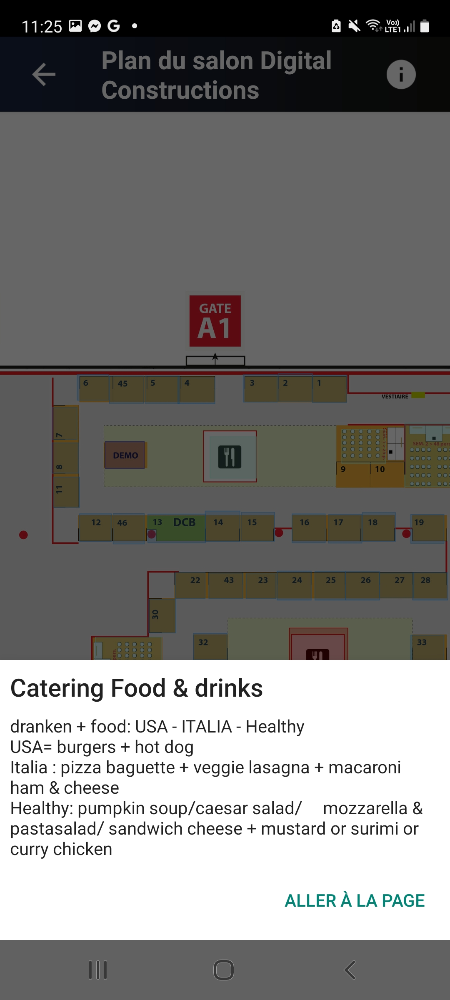 11:25
Vo))
LTE1
Plan du salon Digital
Constructions
GATE
A1
6 45 5 4 3 2 1
VESTIAIRE
7
8
11
DEMO
SEM. 1 > 25 p.
SEM. 2 > 48 pers
9 10
12 46 13 DCB 14 15 16 17 18 19
22 43 23 24 25 26 27 28
30
32 33
pers.
Catering Food & drinks
dranken + food: USA - ITALIA - Healthy
USA= burgers + hot dog
Italia : pizza baguette + veggie lasagna + macaroni
ham & cheese
Healthy: pumpkin soup/caesar salad/ mozzarella &
pastasalad/ sandwich cheese + mustard or surimi or
curry chicken
ALLER À LA PAGE